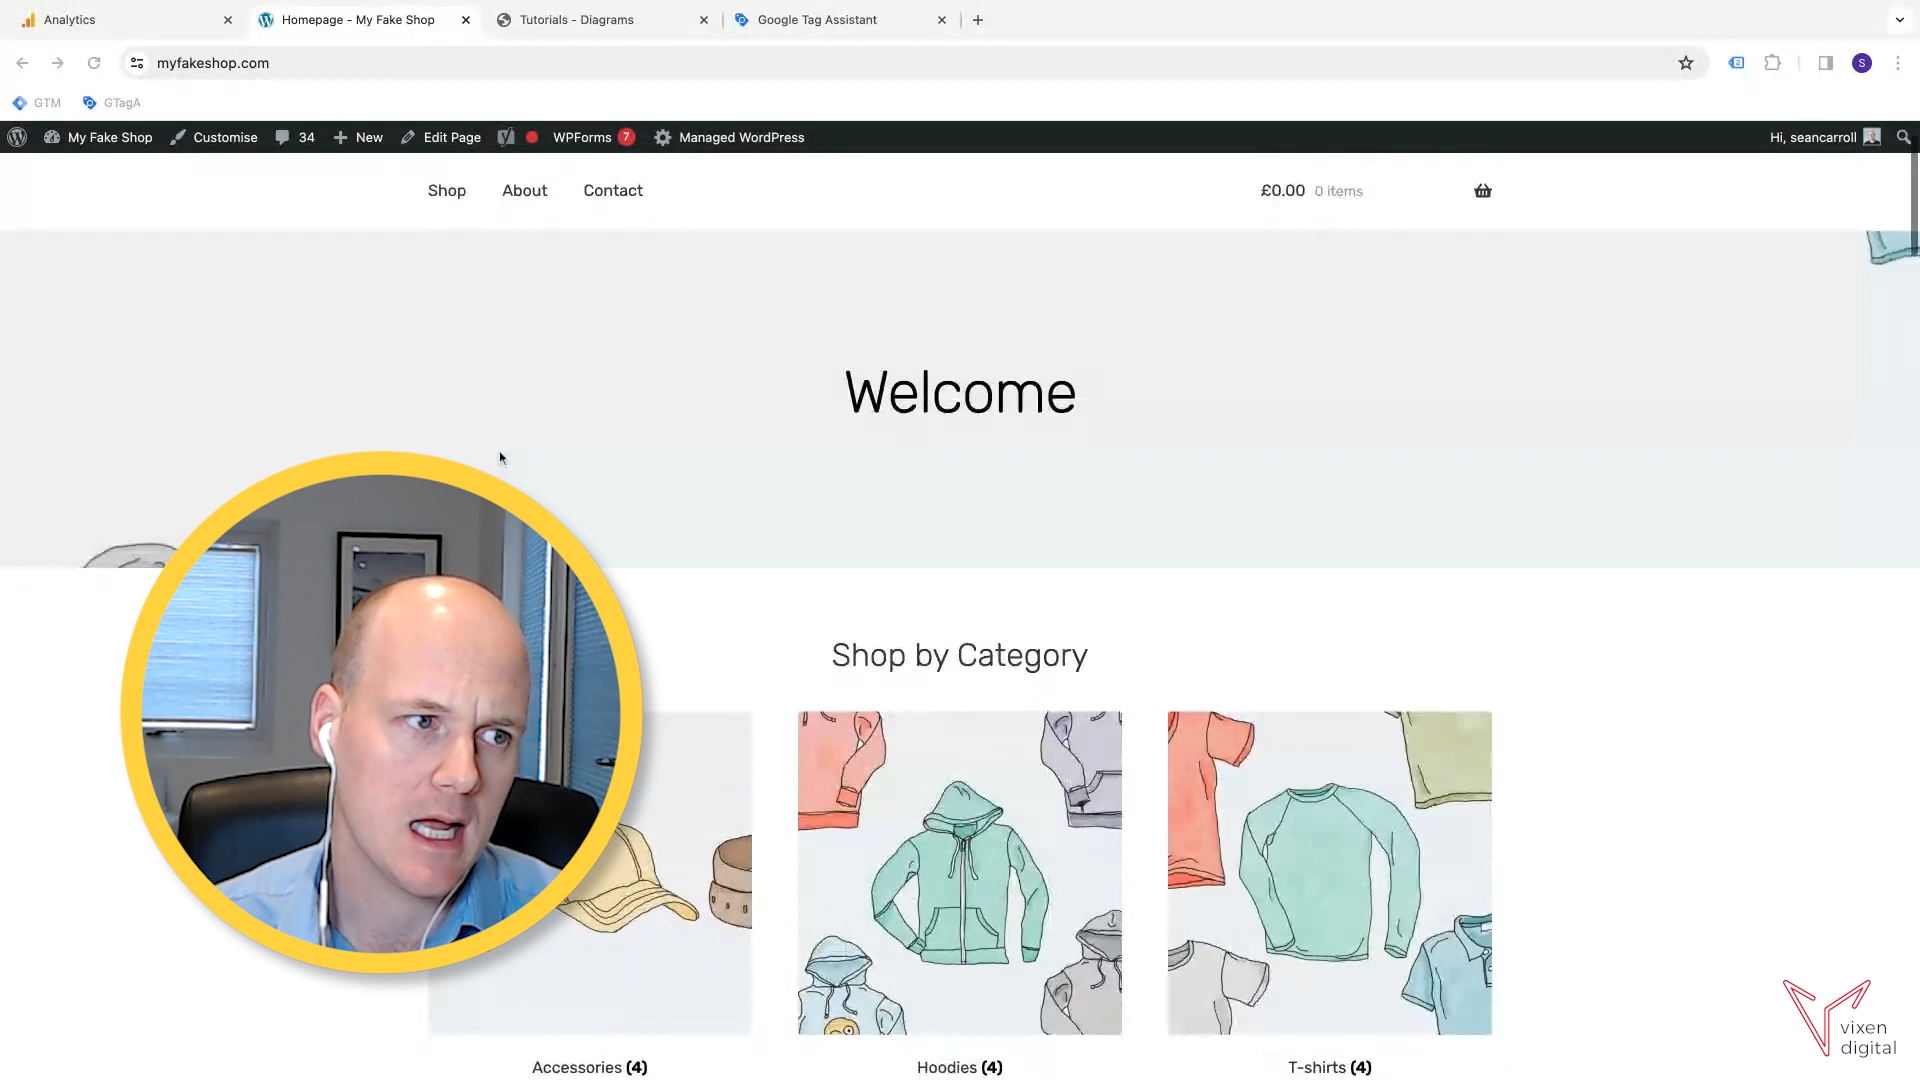 Analytics
Homepage - My Fake Shop
Tutorials - Diagrams
Google Tag Assistant
myfakeshop.com
S
GTM
GTagA
My Fake Shop
Customise
34
New
Edit Page
WPForms 7
Managed WordPress
Hi, seancarroll
Shop
About
Contact
£0.00 0 items
Welcome
Shop by Category
Accessories (4)
Hoodies (4)
T-shirts (4)
vixen
digital